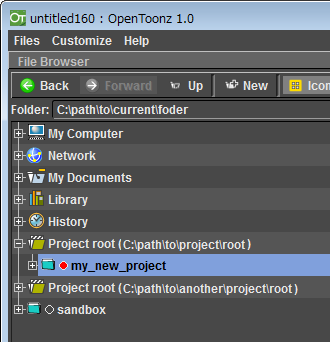 untitled160 : OpenToonz 1.0
Files Customize Help
File Browser
Back Forward Up New Icon
Folder: C:\path\to\current\foder
My Computer
Network
My Documents
Library
History
Project root (C:\path\to\project\root)
my_new_project
Project root (C:\path\to\another\project\root)
sandbox